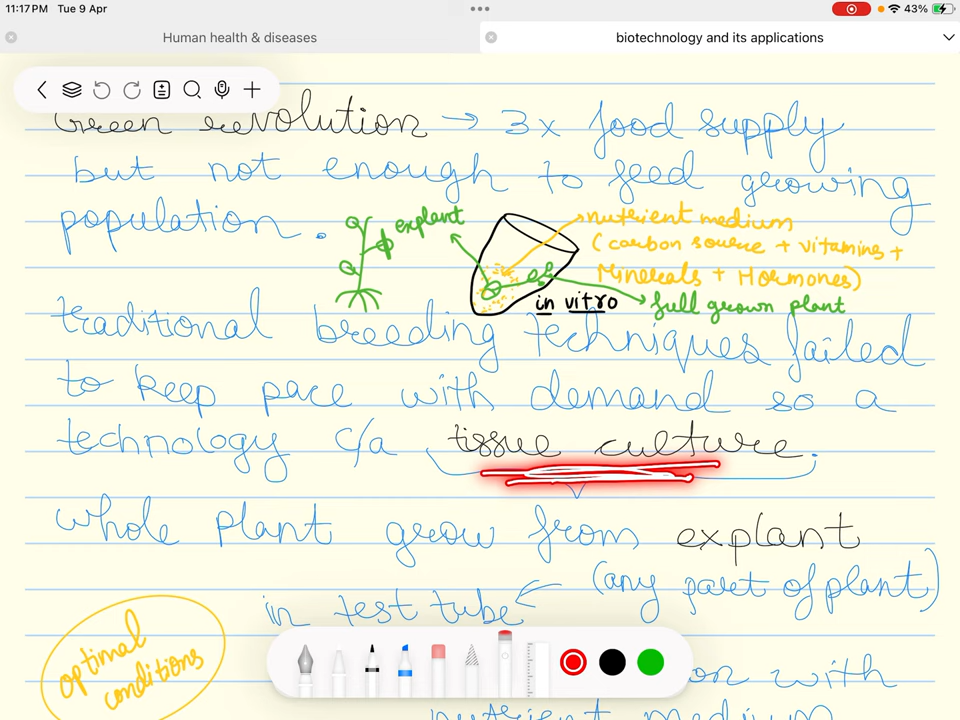 11:17 PM Tue 9 Apr
43%
Human health & diseases
biotechnology and its applications
Green revolution → 3x food supply
but not enough to feed growing
population.
explant
nutrient medium
(carbon source + vitamins +
Minerals + Hormones)
in vitro
full grown plant
traditional breeding techniques failed
to keep pace with demand so a
technology c/a tissue culture.
whole plant grow from explant
(any part of plant)
in test tube ←
optimal
conditions
with
nutrient medium